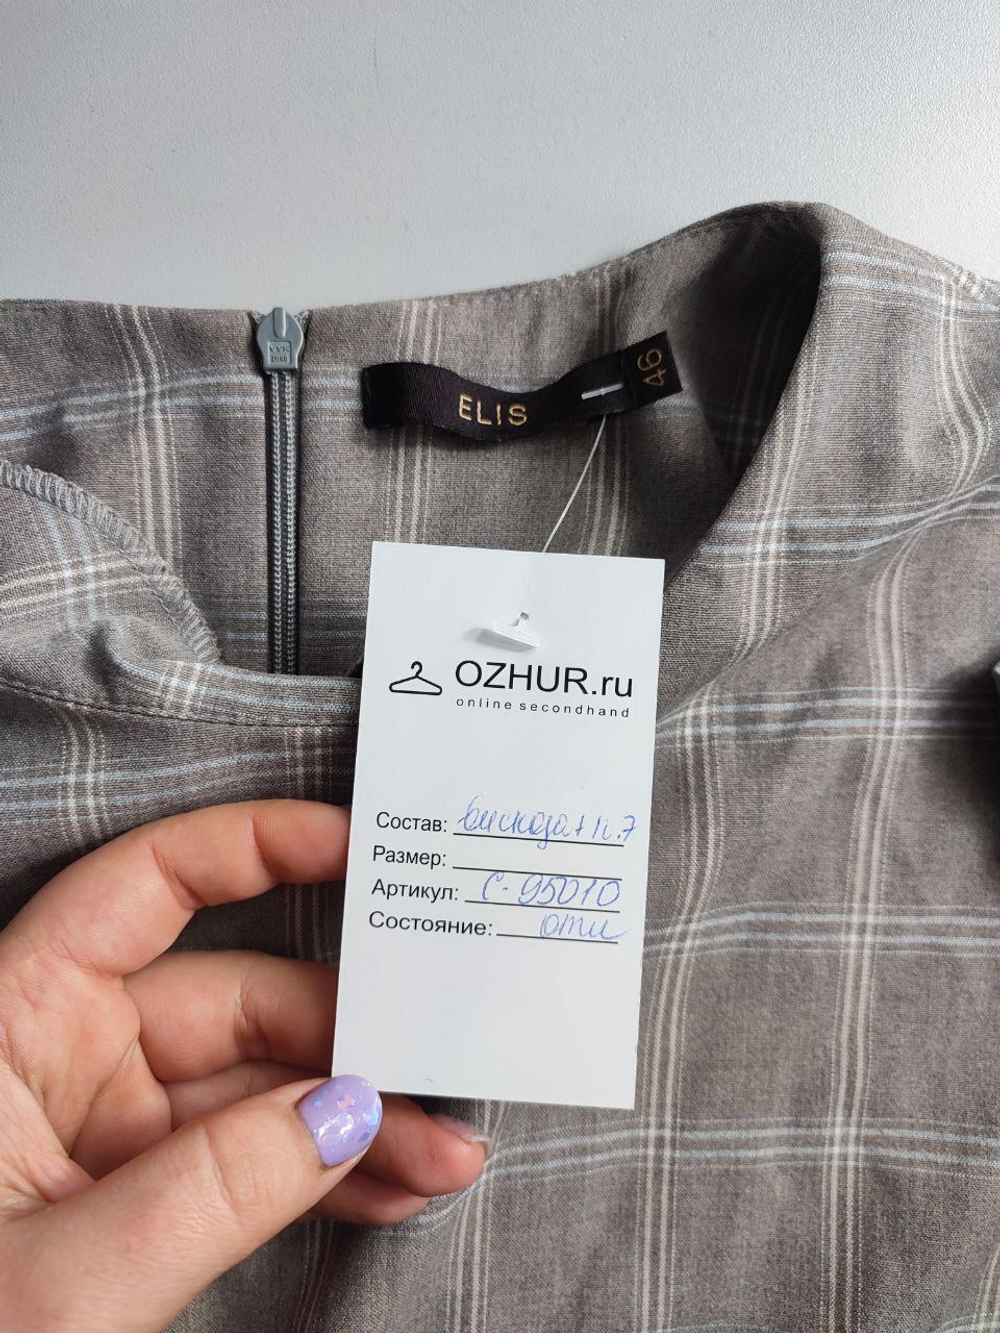 ELIS
46
OZHUR.ru
online secondhand
Состав: вискоза+п.
Размер:
Артикул: С-95010
Состояние: отл